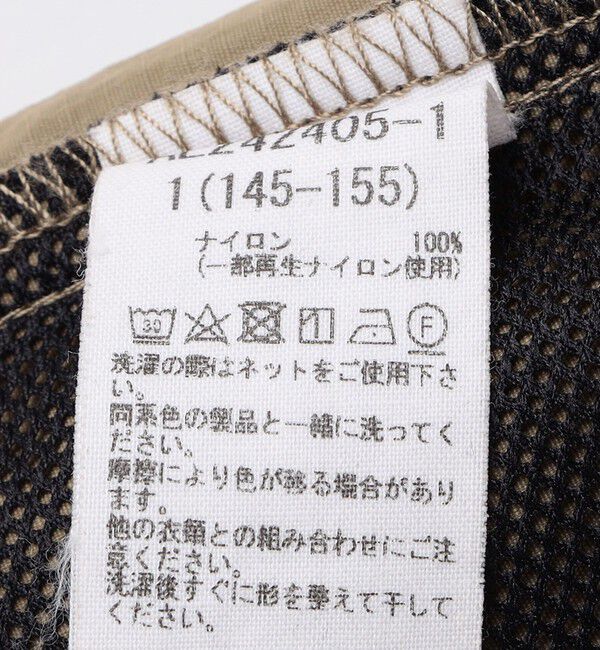 242405-1
1(145-155)
ナイロン 100%
(一部再生ナイロン使用)
30 F
洗濯の際はネットをご使用下さ
い。
同系色の製品と一緒に洗ってく
ださい。
摩擦により色が移る場合があり
ます。
他の衣類との組み合わせにご注
意ください。
洗濯後すぐに形を整えて干して
ください。